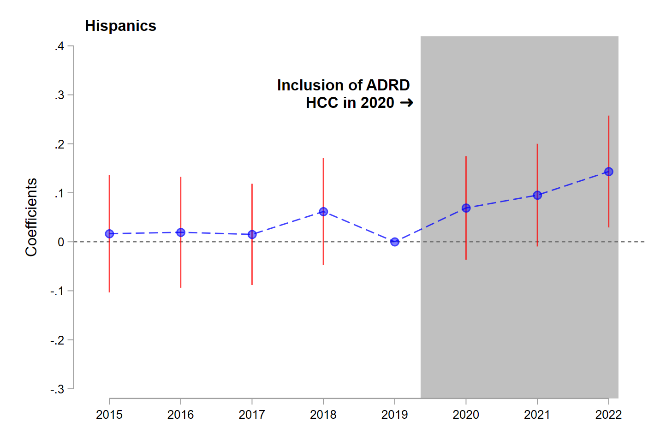 Hispanics
.4
.3
.2
.1
0
-.1
-.2
-.3
Coefficients
Inclusion of ADRD
HCC in 2020 →
2015 2016 2017 2018 2019 2020 2021 2022